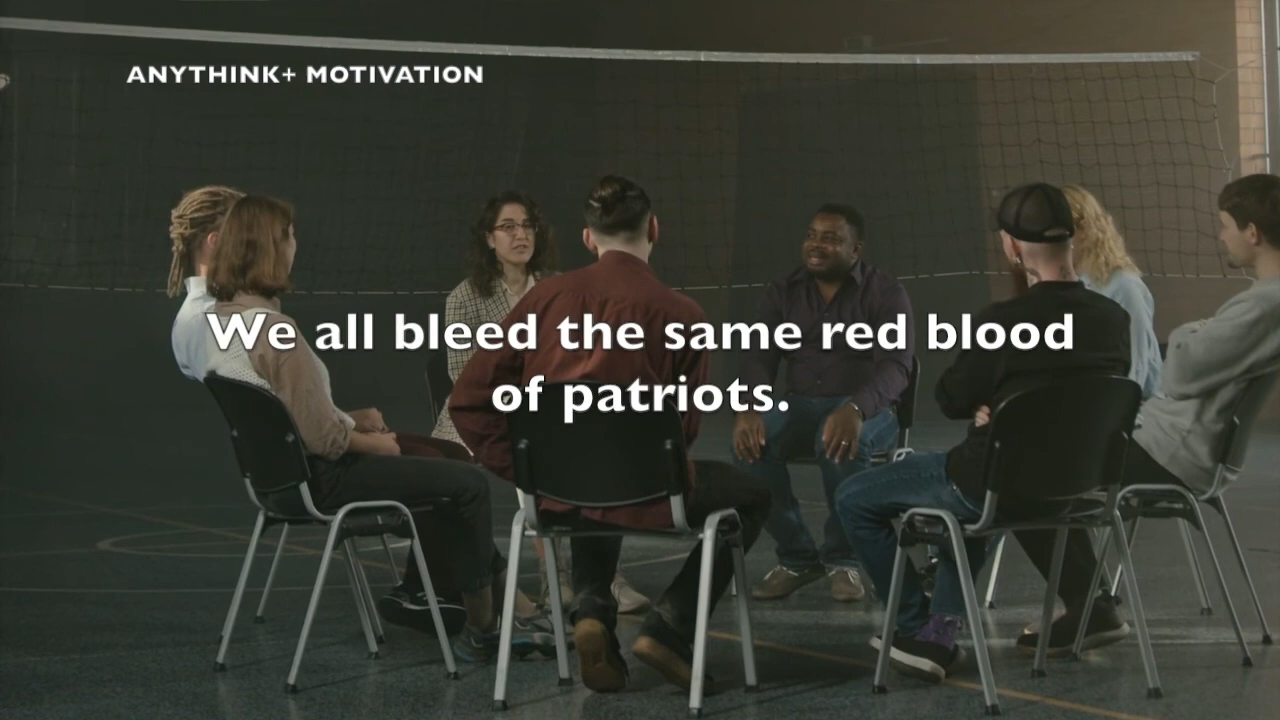 ANYTHINK+ MOTIVATION
We all bleed the same red blood
of patriots.